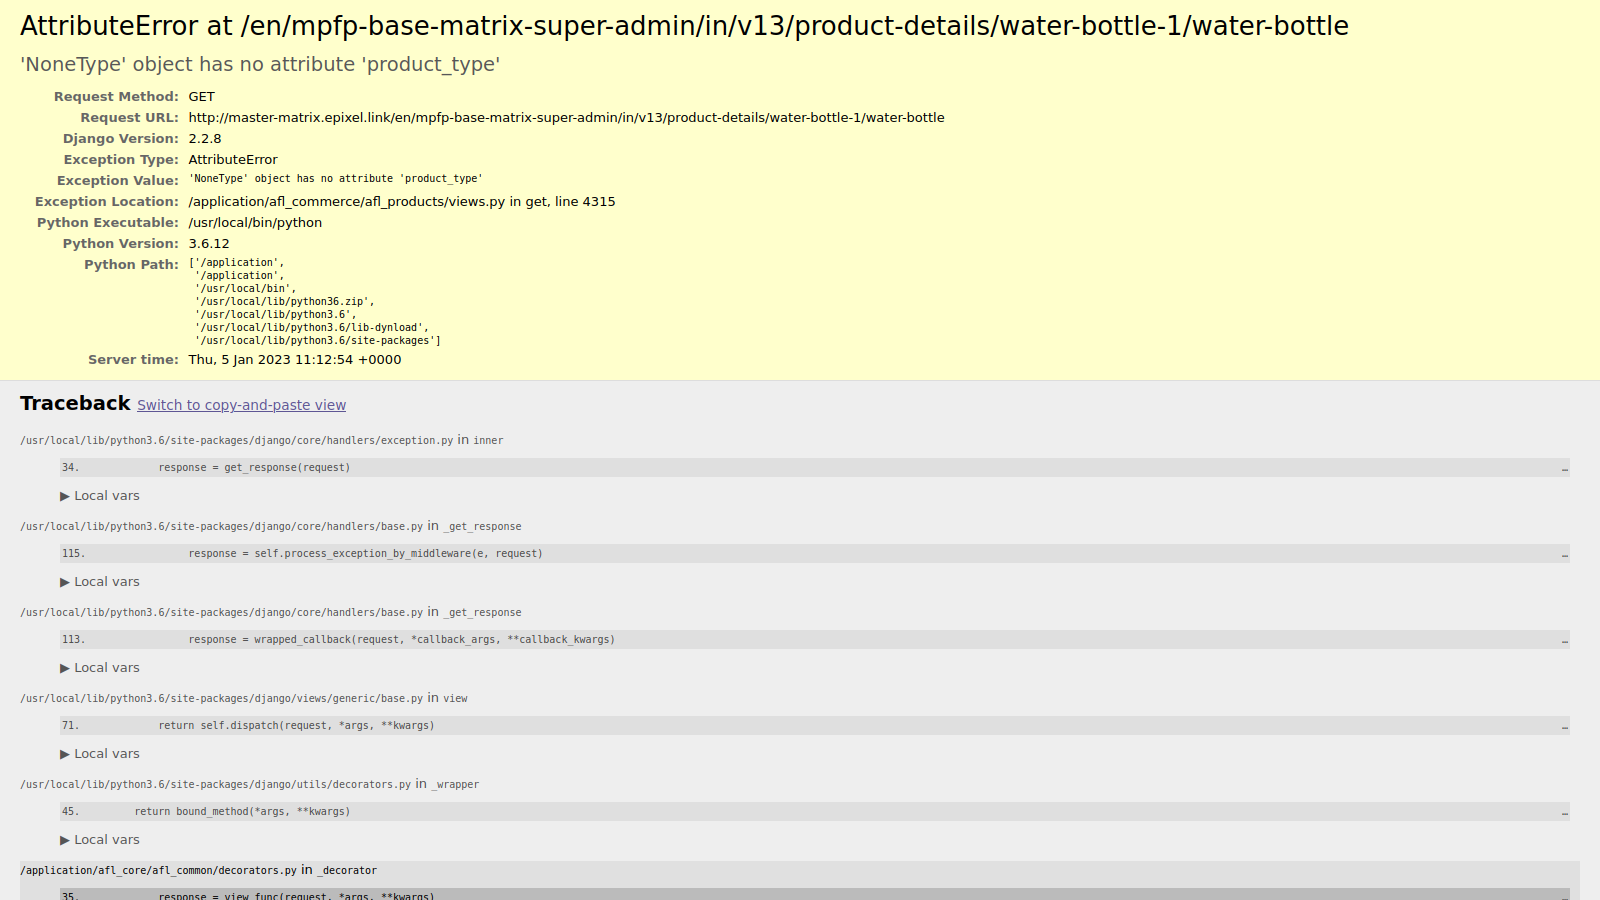 AttributeError at /en/mpfp-base-matrix-super-admin/in/v13/product-details/water-bottle-1/water-bottle
'NoneType' object has no attribute 'product_type'
Request Method: GET
Request URL: http://master-matrix.epixel.link/en/mpfp-base-matrix-super-admin/in/v13/product-details/water-bottle-1/water-bottle
Django Version: 2.2.8
Exception Type: AttributeError
Exception Value: 'NoneType' object has no attribute 'product_type'
Exception Location: /application/afl_commerce/afl_products/views.py in get, line 4315
Python Executable: /usr/local/bin/python
Python Version: 3.6.12
Python Path: ['/application',
'/application',
'/usr/local/bin',
'/usr/local/lib/python36.zip',
'/usr/local/lib/python3.6',
'/usr/local/lib/python3.6/lib-dynload',
'/usr/local/lib/python3.6/site-packages']
Server time: Thu, 5 Jan 2023 11:12:54 +0000
Traceback Switch to copy-and-paste view
/usr/local/lib/python3.6/site-packages/django/core/handlers/exception.py in inner
34. response = get_response(request) …
▶ Local vars
/usr/local/lib/python3.6/site-packages/django/core/handlers/base.py in _get_response
115. response = self.process_exception_by_middleware(e, request) …
▶ Local vars
/usr/local/lib/python3.6/site-packages/django/core/handlers/base.py in _get_response
113. response = wrapped_callback(request, *callback_args, **callback_kwargs) …
▶ Local vars
/usr/local/lib/python3.6/site-packages/django/views/generic/base.py in view
71. return self.dispatch(request, *args, **kwargs) …
▶ Local vars
/usr/local/lib/python3.6/site-packages/django/utils/decorators.py in _wrapper
45. return bound_method(*args, **kwargs) …
▶ Local vars
/application/afl_core/afl_common/decorators.py in _decorator
35. response = view_func(request, *args, **kwargs) …